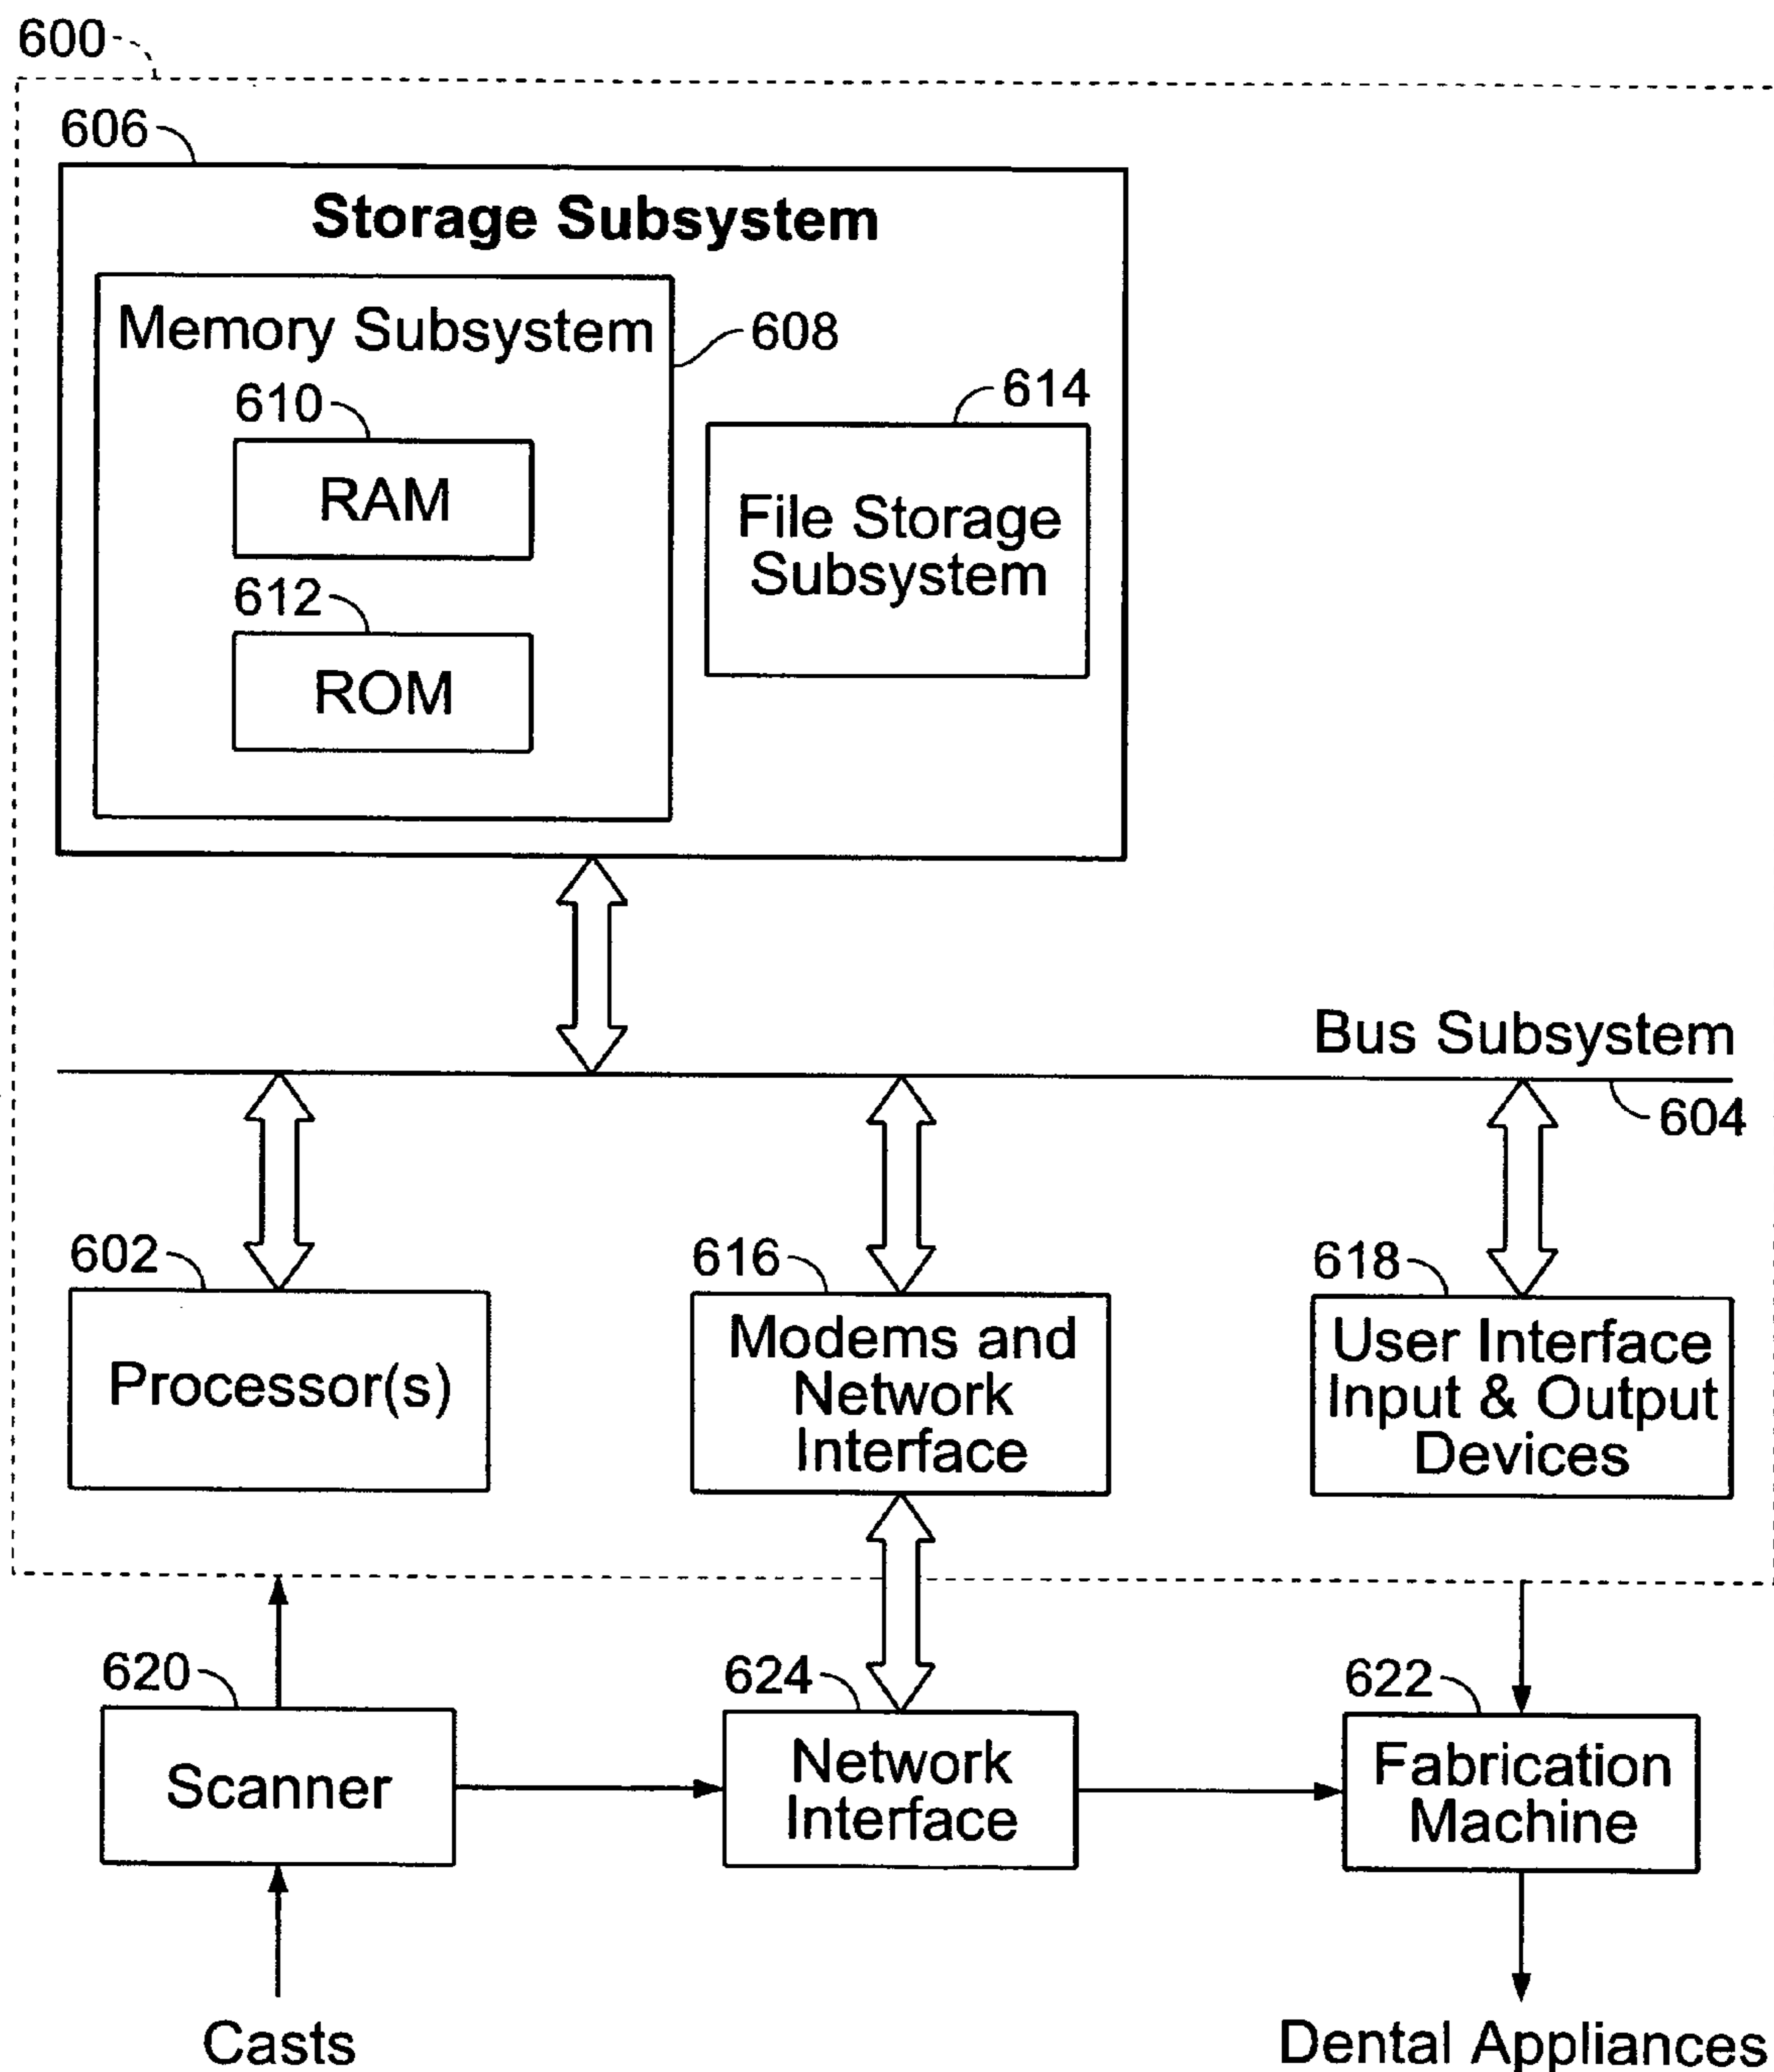 600
606
Storage Subsystem
Memory Subsystem
608
610
RAM
612
ROM
614
File Storage
Subsystem
Bus Subsystem
604
602
Processor(s)
616
Modems and
Network
Interface
618
User Interface
Input & Output
Devices
620
Scanner
624
Network
Interface
622
Fabrication
Machine
Casts
Dental Appliances